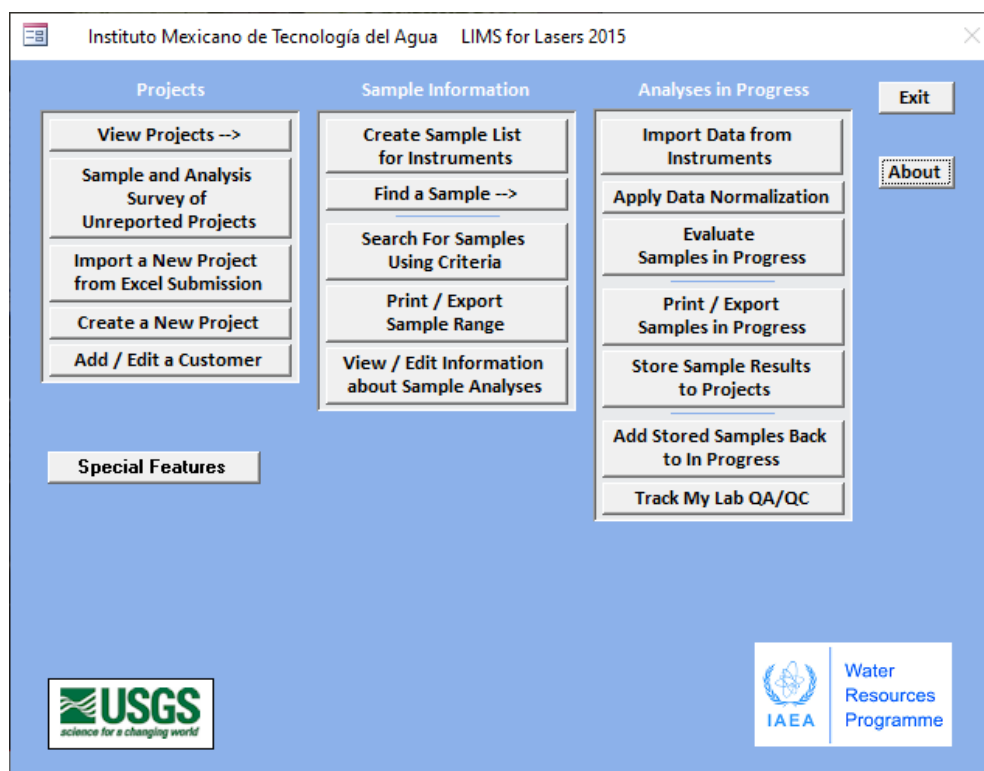 Instituto Mexicano de Tecnología del Agua LIMS for Lasers 2015
Projects
View Projects -->
Sample and Analysis
Survey of
Unreported Projects
Import a New Project
from Excel Submission
Create a New Project
Add / Edit a Customer
Special Features
Sample Information
Create Sample List
for Instruments
Find a Sample -->
Search For Samples
Using Criteria
Print / Export
Sample Range
View / Edit Information
about Sample Analyses
Analyses in Progress
Import Data from
Instruments
Apply Data Normalization
Evaluate
Samples in Progress
Print / Export
Samples in Progress
Store Sample Results
to Projects
Add Stored Samples Back
to In Progress
Track My Lab QA/QC
Exit
About
USGS
science for a changing world
IAEA
Water
Resources
Programme